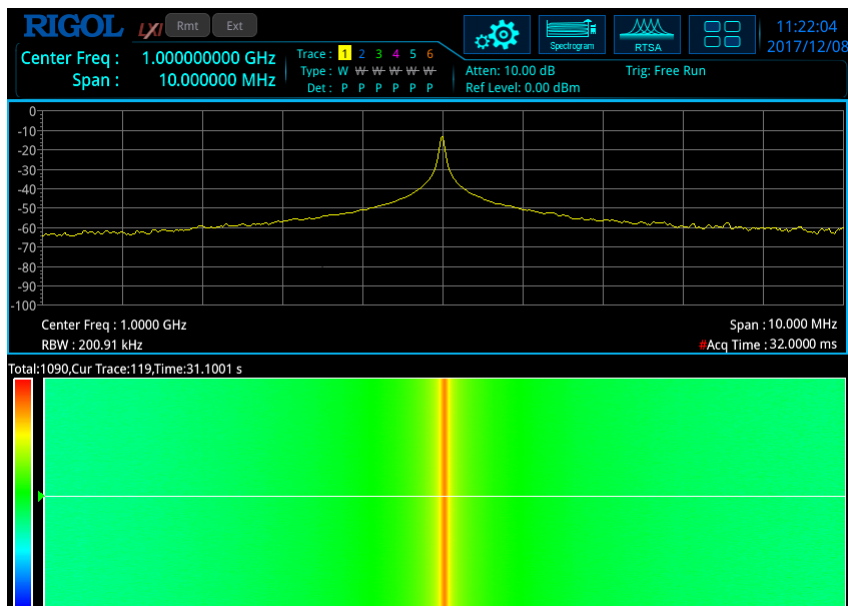 RIGOL LXI Rmt Ext
Center Freq : 1.000000000 GHz
Span : 10.000000 MHz
Trace : 1 2 3 4 5 6
Type : W W W W W W
Det : P P P P P P
Atten: 10.00 dB
Ref Level: 0.00 dBm
Trig: Free Run
Spectrogram
RTSA
11:22:04
2017/12/08
0
-10
-20
-30
-40
-50
-60
-70
-80
-90
-100
Center Freq : 1.0000 GHz
Span : 10.000 MHz
RBW : 200.91 kHz
#Acq Time : 32.0000 ms
Total:1090,Cur Trace:119,Time:31.1001 s